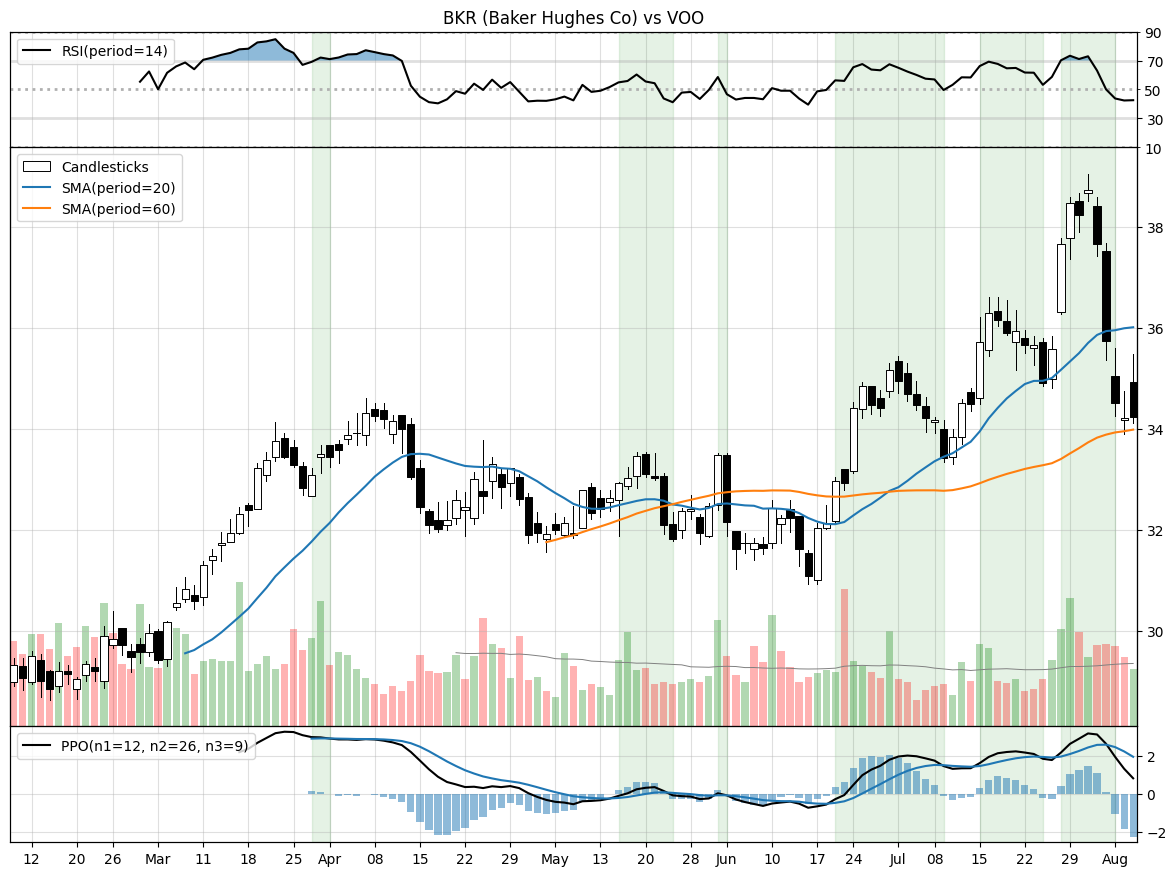 BKR (Baker Hughes Co) vs VOO
RSI(period=14)
90
70
50
30
10
Candlesticks
SMA(period=20)
SMA(period=60)
38
36
34
32
30
PPO(n1=12, n2=26, n3=9)
2
0
−2
12 20 26 Mar 11 18 25 Apr 08 15 22 29 May 13 20 28 Jun 10 17 24 Jul 08 15 22 29 Aug